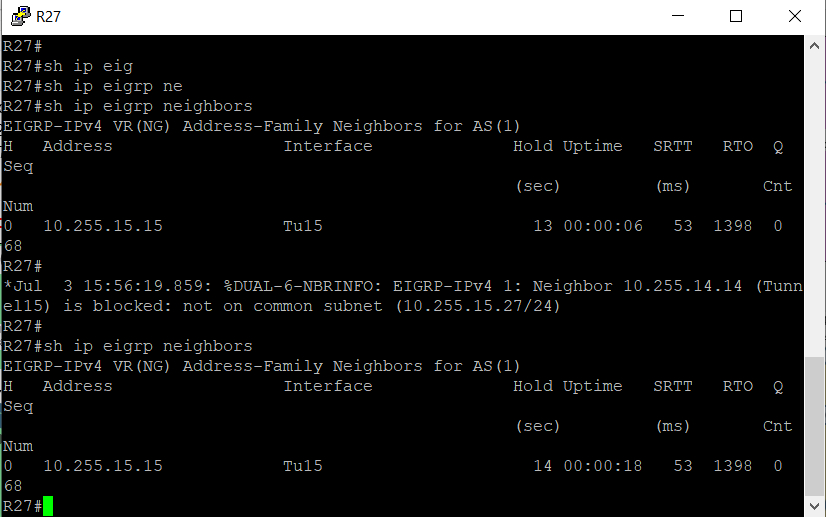 R27
R27#
R27#sh ip eig
R27#sh ip eigrp ne
R27#sh ip eigrp neighbors
EIGRP-IPv4 VR(NG) Address-Family Neighbors for AS(1)
H   Address                 Interface              Hold Uptime   SRTT   RTO  Q
Seq
                                                   (sec)         (ms)       Cnt
Num
0   10.255.15.15            Tu15                     13 00:00:06   53  1398  0
68
R27#
*Jul  3 15:56:19.859: %DUAL-6-NBRINFO: EIGRP-IPv4 1: Neighbor 10.255.14.14 (Tunn
el15) is blocked: not on common subnet (10.255.15.27/24)
R27#
R27#sh ip eigrp neighbors
EIGRP-IPv4 VR(NG) Address-Family Neighbors for AS(1)
H   Address                 Interface              Hold Uptime   SRTT   RTO  Q
Seq
                                                   (sec)         (ms)       Cnt
Num
0   10.255.15.15            Tu15                     14 00:00:18   53  1398  0
68
R27#